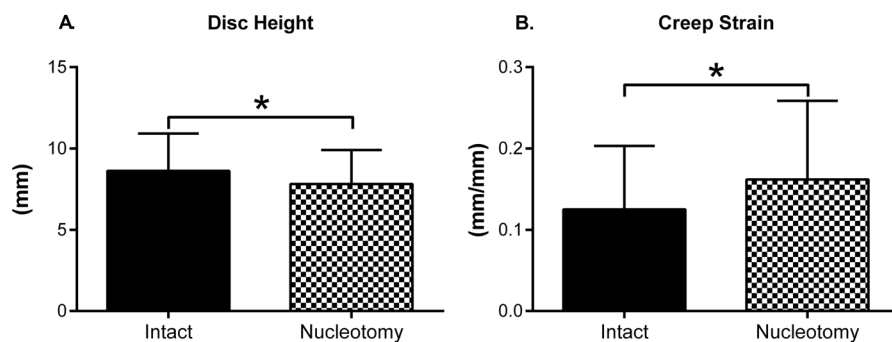 A. Disc Height
15
10
5
0
(mm)
*
Intact Nucleotomy
B. Creep Strain
0.3
0.2
0.1
0.0
(mm/mm)
*
Intact Nucleotomy